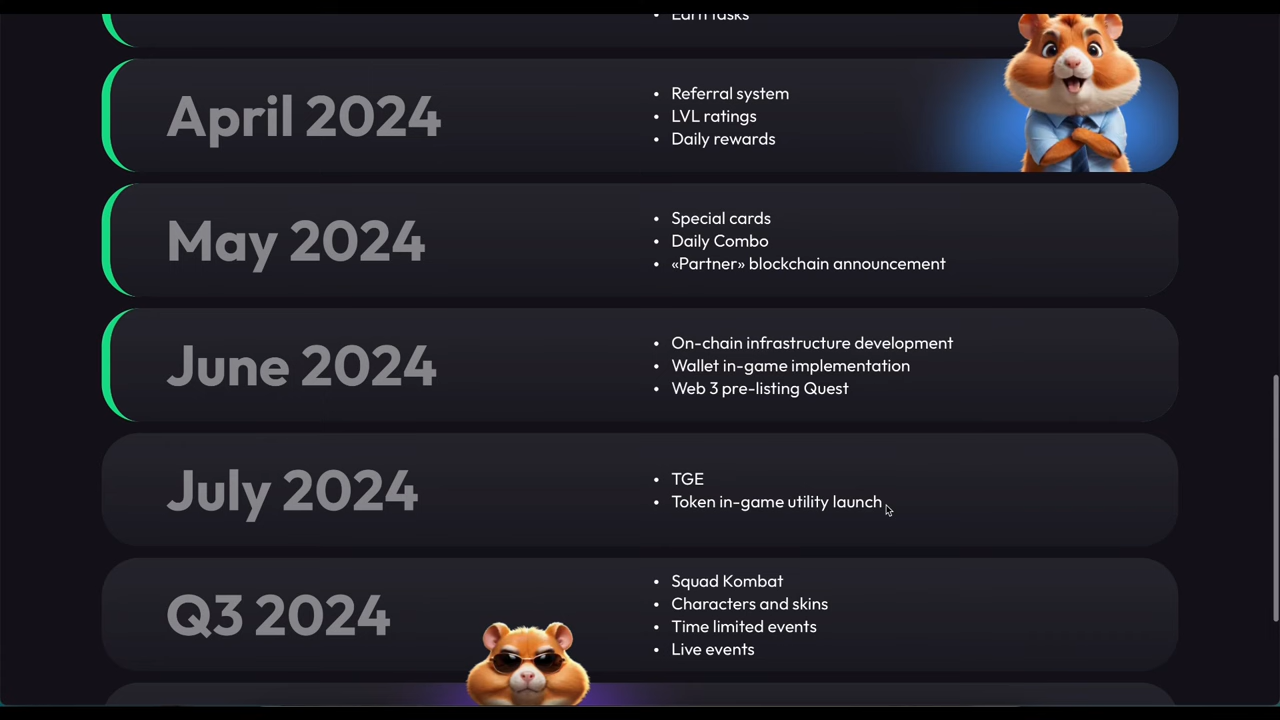 Earn tasks
April 2024
Referral system
LVL ratings
Daily rewards
May 2024
Special cards
Daily Combo
«Partner» blockchain announcement
June 2024
On-chain infrastructure development
Wallet in-game implementation
Web 3 pre-listing Quest
July 2024
TGE
Token in-game utility launch
Q3 2024
Squad Kombat
Characters and skins
Time limited events
Live events